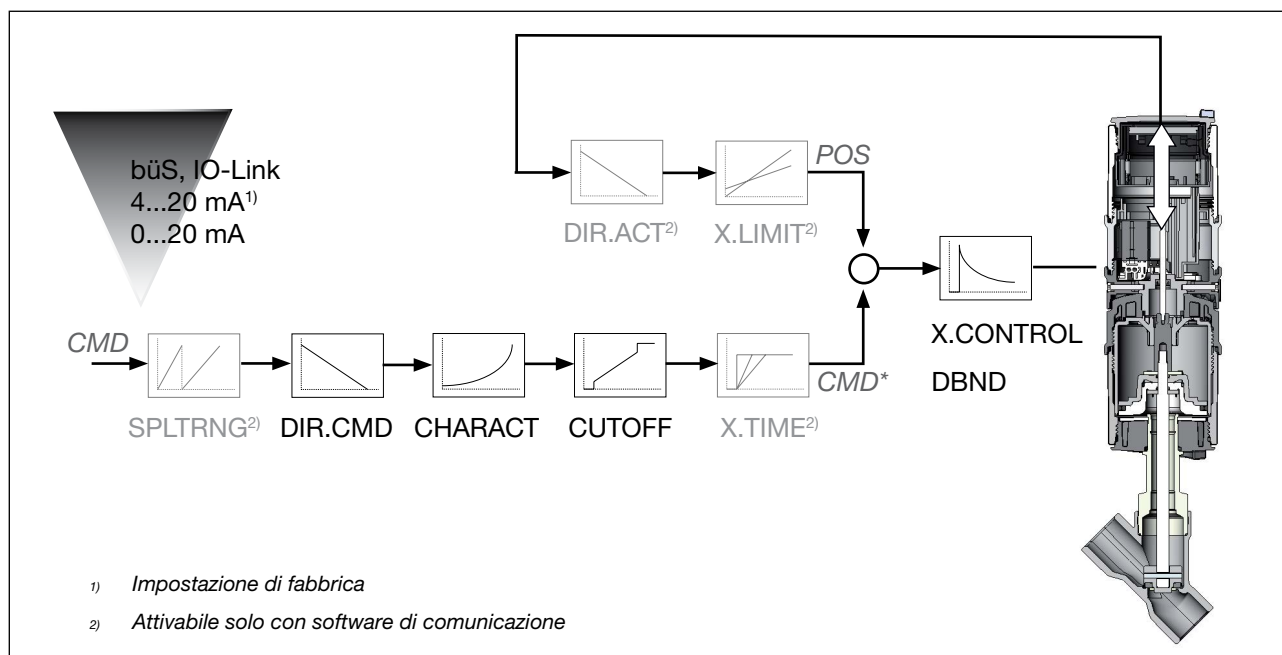 büS, IO-Link
4...20 mA1)
0...20 mA
DIR.ACT2)
X.LIMIT2)
POS
X.CONTROL
DBND
CMD
SPLTRNG2)
DIR.CMD
CHARACT
CUTOFF
X.TIME2)
CMD*
1) Impostazione di fabbrica
2) Attivabile solo con software di comunicazione